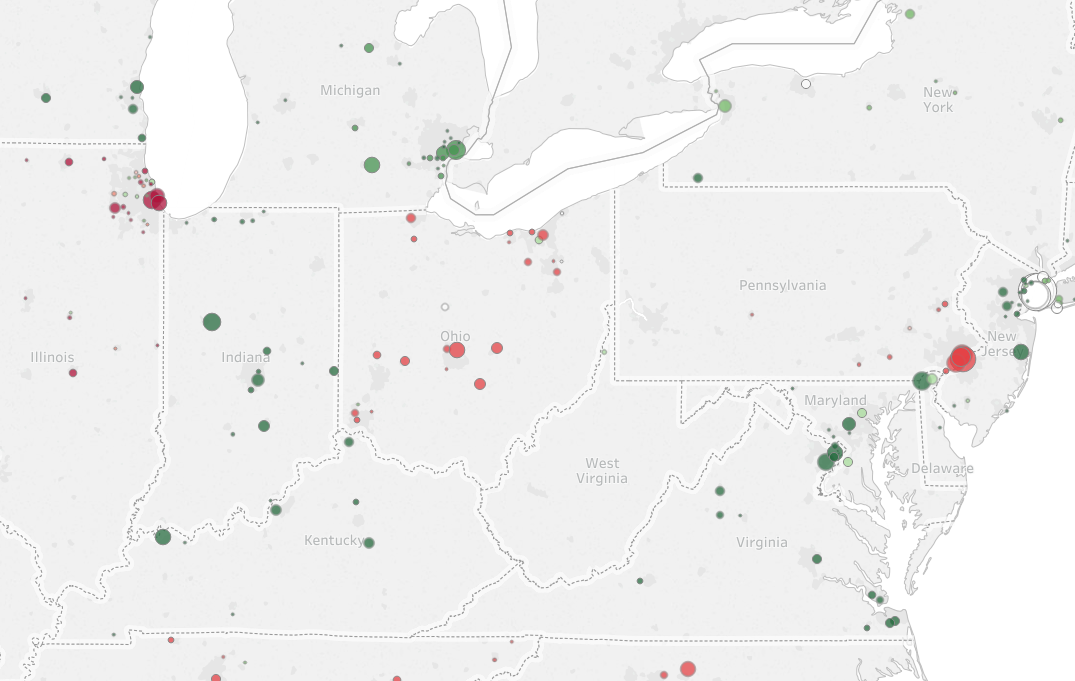 Michigan
New
York
Pennsylvania
Ohio
Illinois
Indiana
New
Jersey
Maryland
West
Virginia
Delaware
Kentucky
Virginia